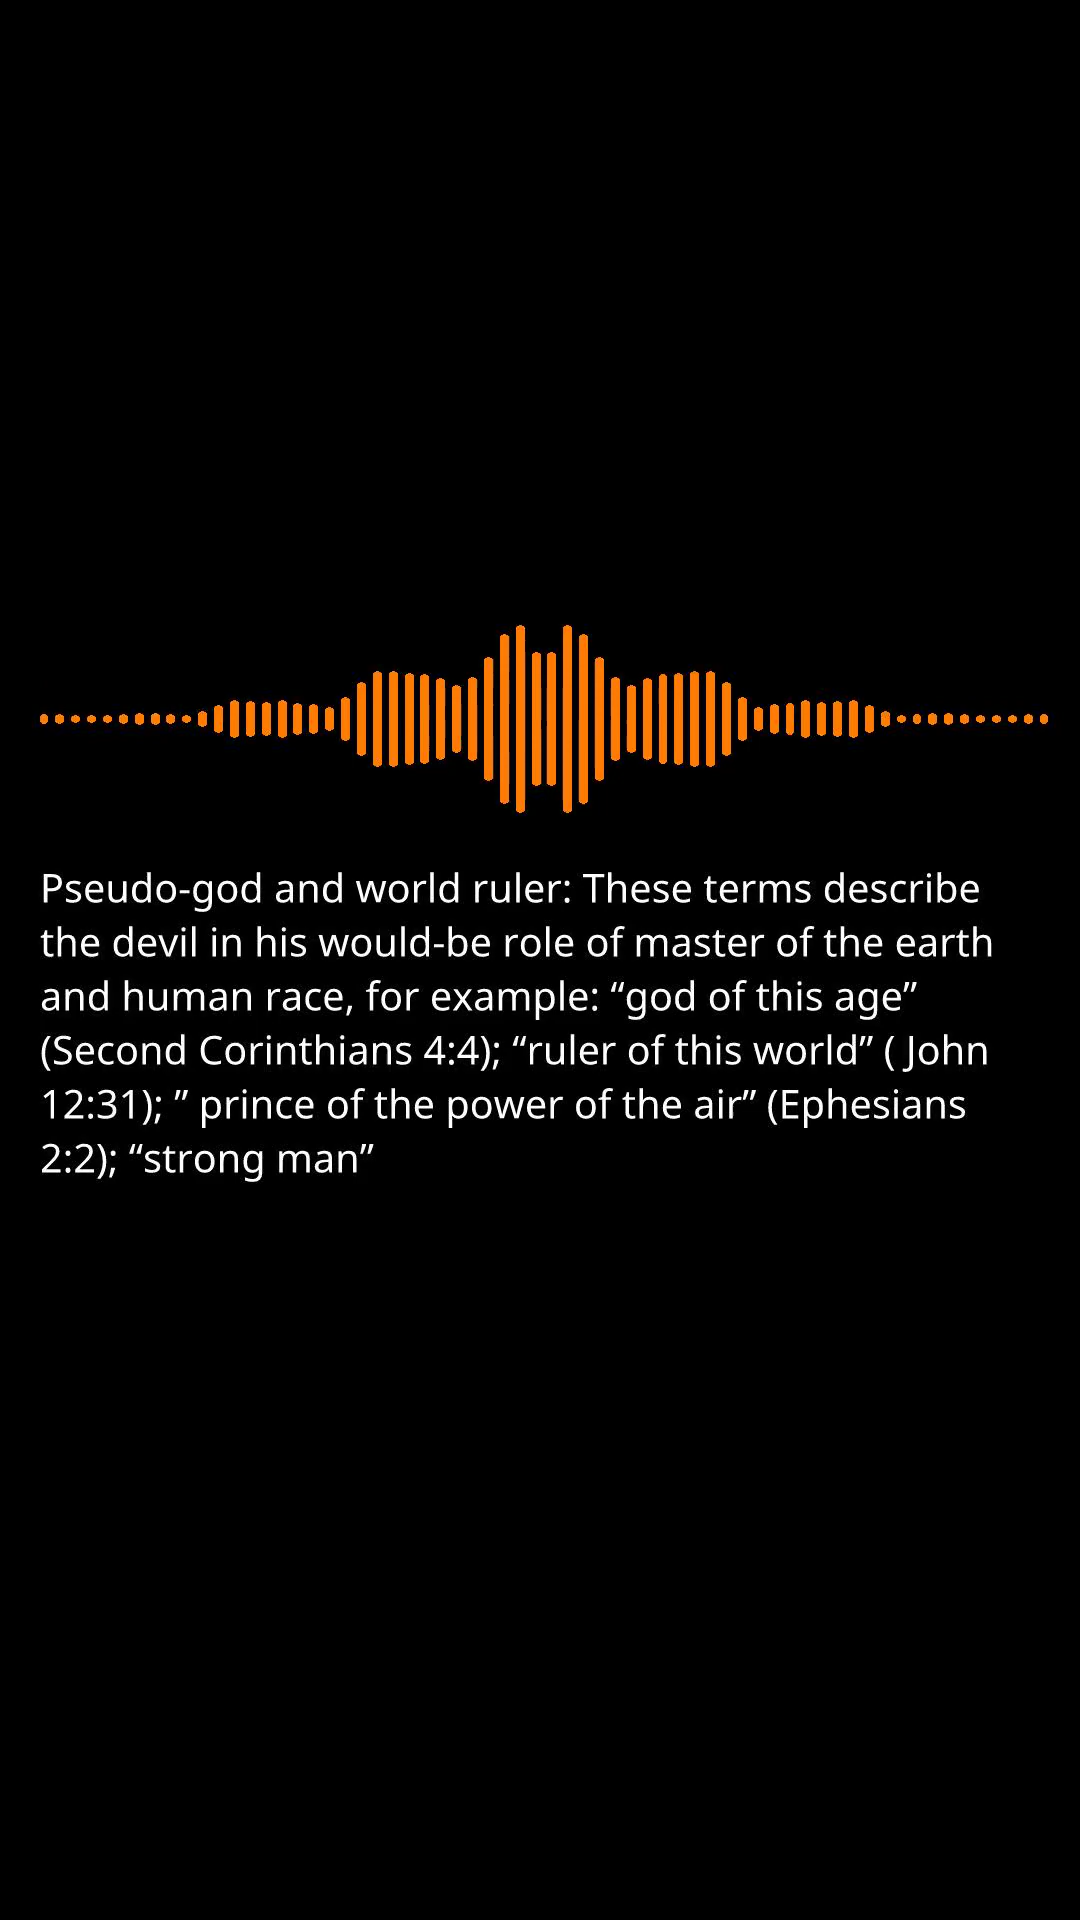 Pseudo-god and world ruler: These terms describe
the devil in his would-be role of master of the earth
and human race, for example: “god of this age”
(Second Corinthians 4:4); “ruler of this world” ( John
12:31); ” prince of the power of the air” (Ephesians
2:2); “strong man”